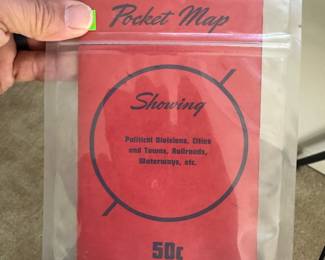 Pocket Map
Showing
Political Divisions, Cities
and Towns, Railroads,
Waterways, etc.
50c